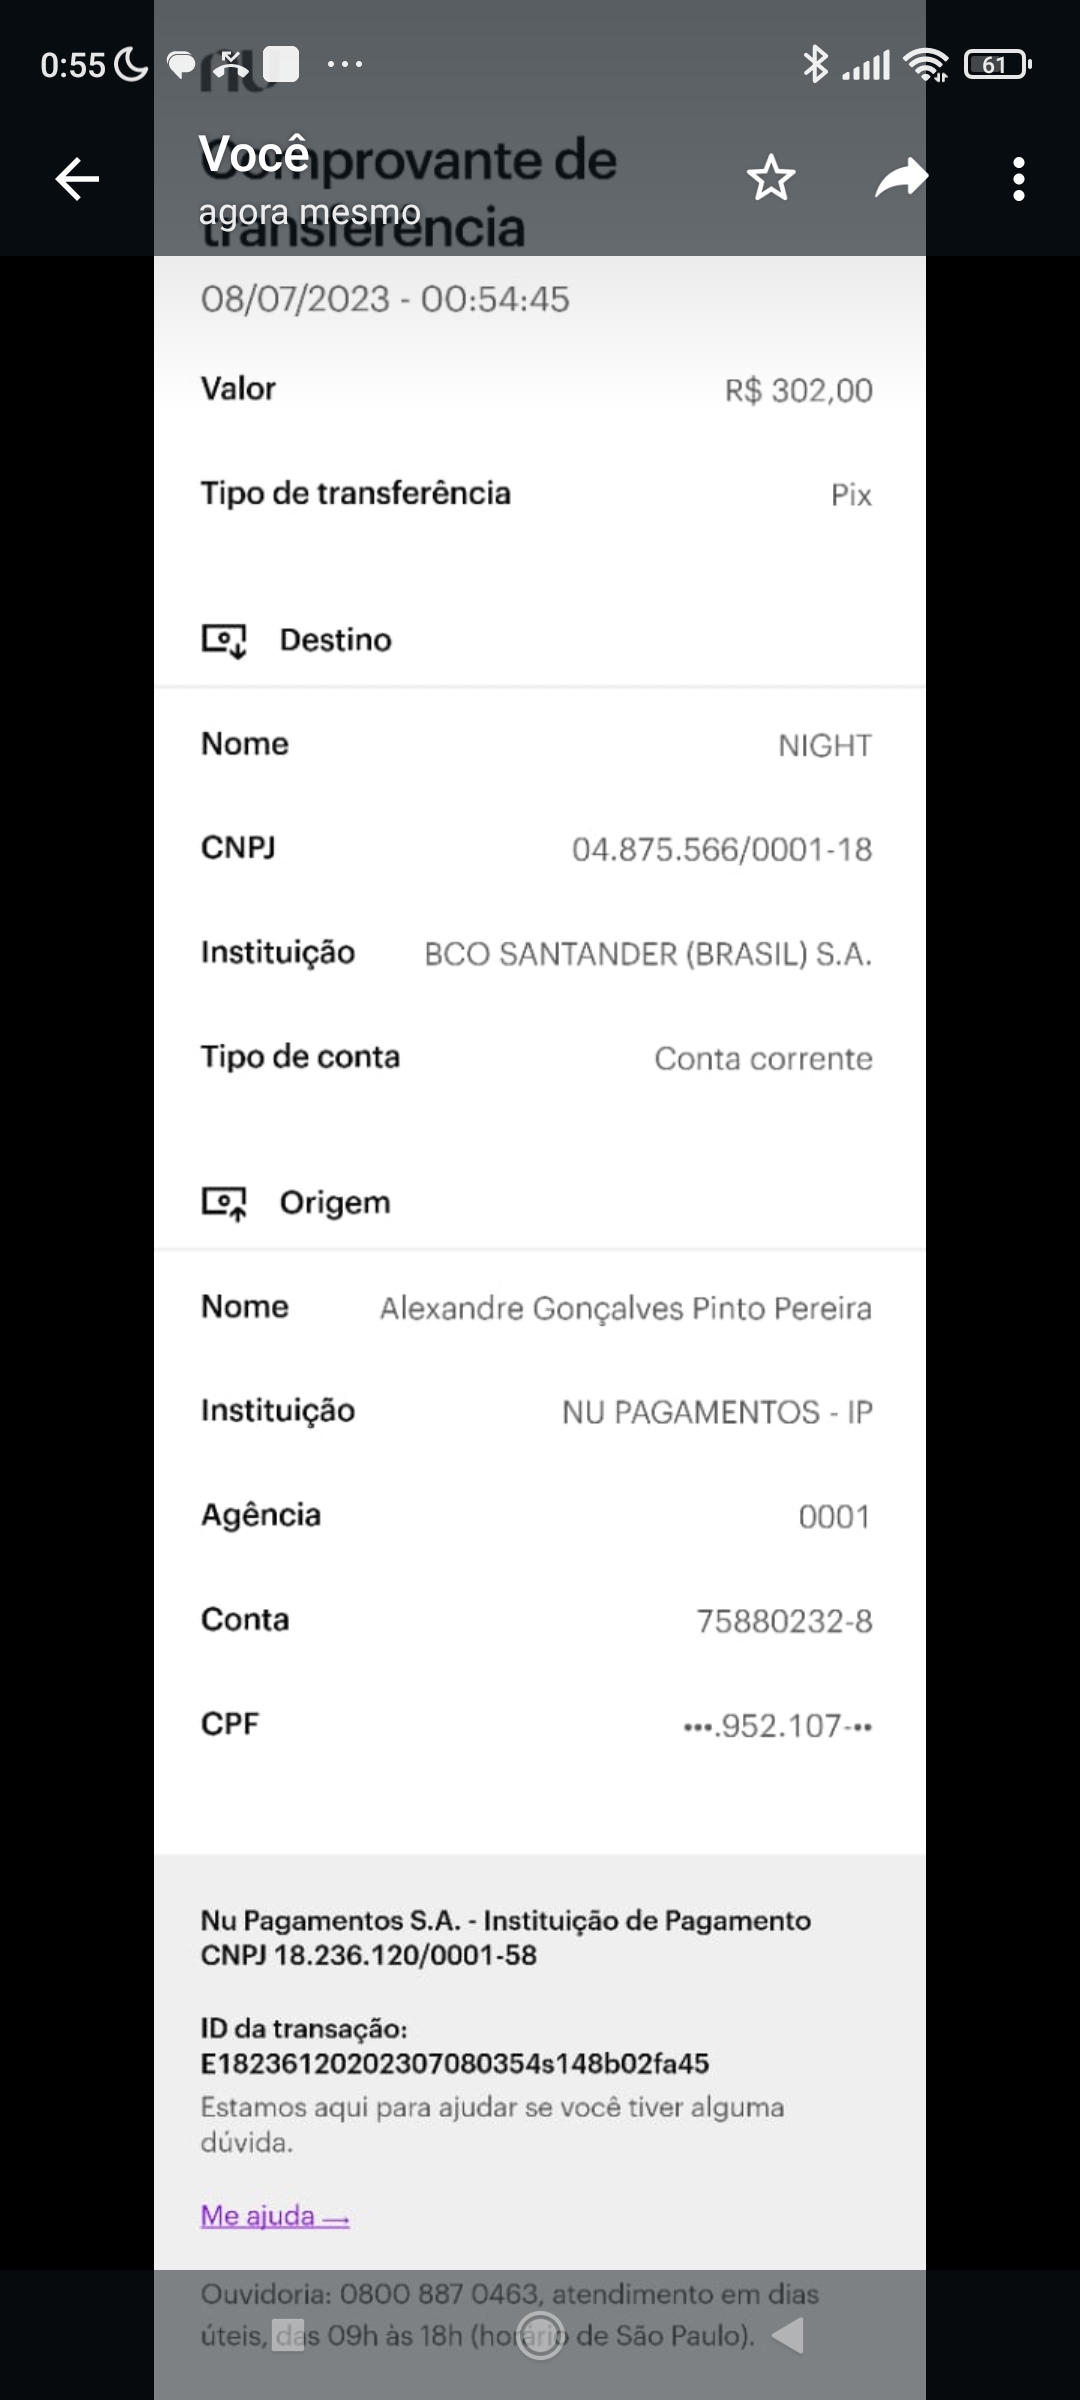 0:55
61
nu
Você
agora mesmo
Comprovante de
transferência
08/07/2023 - 00:54:45
Valor R$ 302,00
Tipo de transferência Pix
Destino
Nome NIGHT
CNPJ 04.875.566/0001-18
Instituição BCO SANTANDER (BRASIL) S.A.
Tipo de conta Conta corrente
Origem
Nome Alexandre Gonçalves Pinto Pereira
Instituição NU PAGAMENTOS - IP
Agência 0001
Conta 75880232-8
CPF •••.952.107-••
Nu Pagamentos S.A. - Instituição de Pagamento
CNPJ 18.236.120/0001-58
ID da transação:
E18236120202307080354s148b02fa45
Estamos aqui para ajudar se você tiver alguma
dúvida.
Me ajuda →
Ouvidoria: 0800 887 0463, atendimento em dias
úteis, das 09h às 18h (horário de São Paulo).